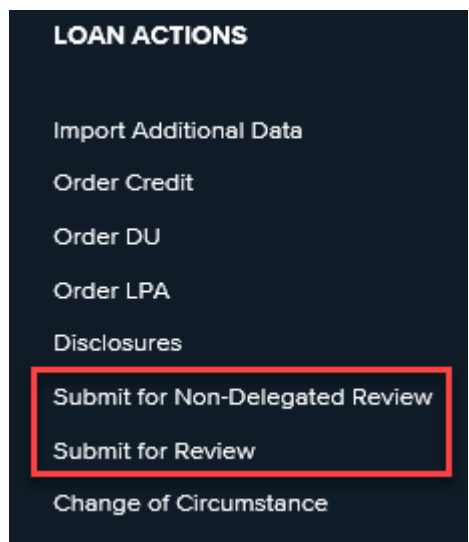 LOAN ACTIONS
Import Additional Data
Order Credit
Order DU
Order LPA
Disclosures
Submit for Non-Delegated Review
Submit for Review
Change of Circumstance